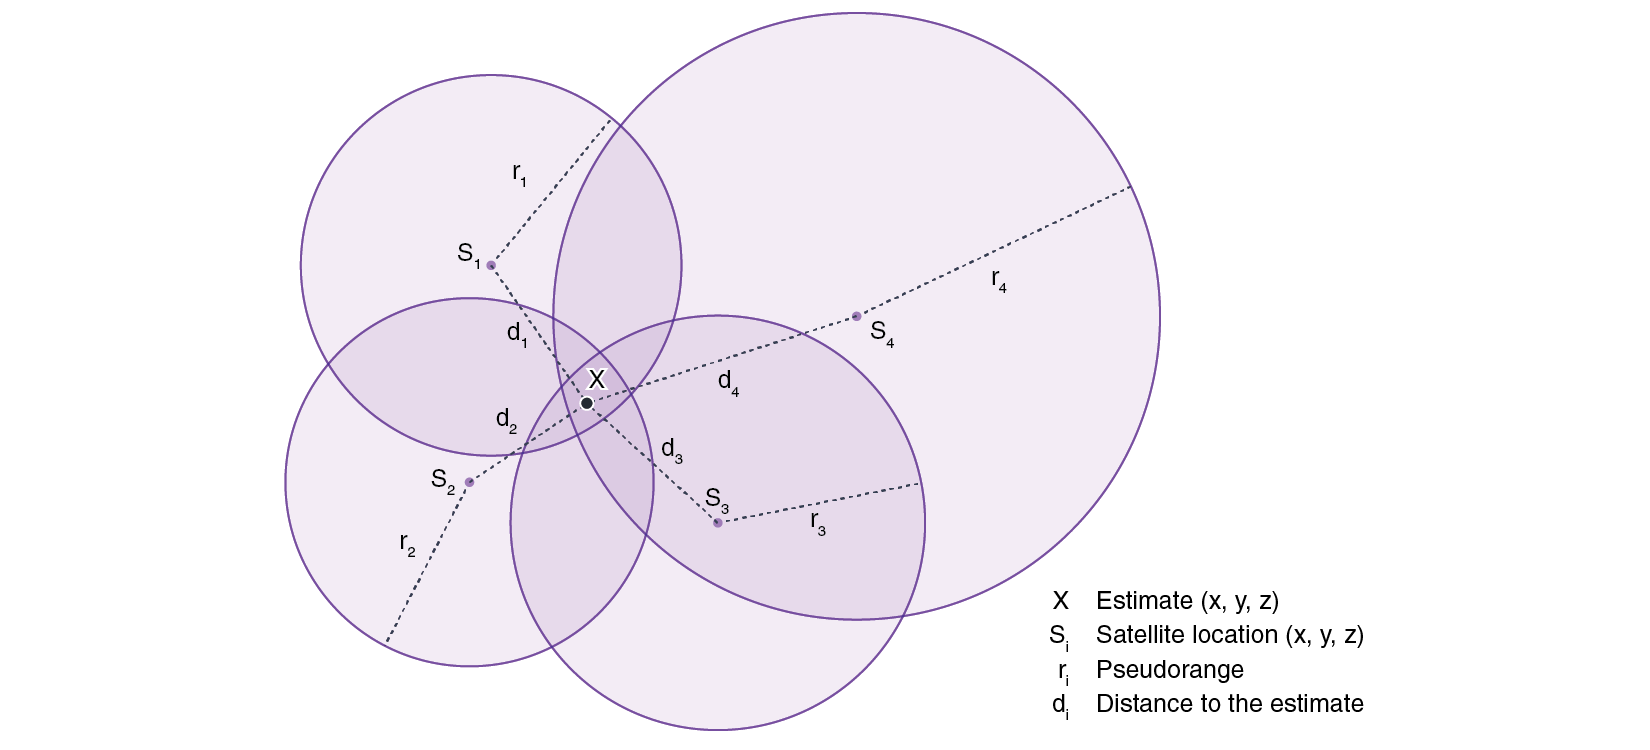 r₁
S₁
r₄
d₁
S₄
X
d₄
d₂
d₃
S₂
S₃
r₃
r₂
X Estimate (x, y, z)
Sᵢ Satellite location (x, y, z)
rᵢ Pseudorange
dᵢ Distance to the estimate